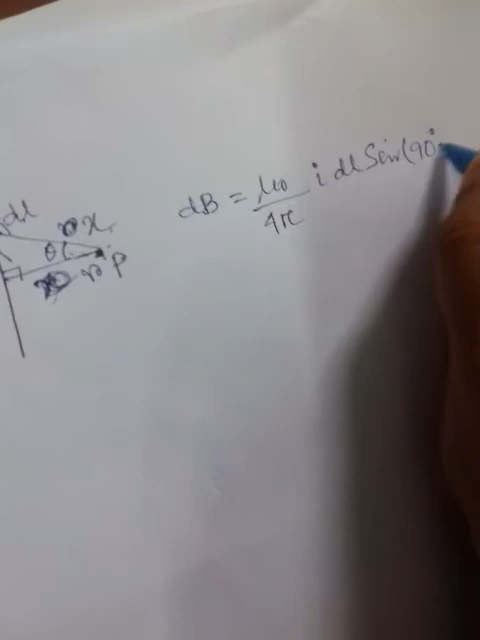 dl
x
θ
r P
dB = μ0/4π i dl Sin(90°